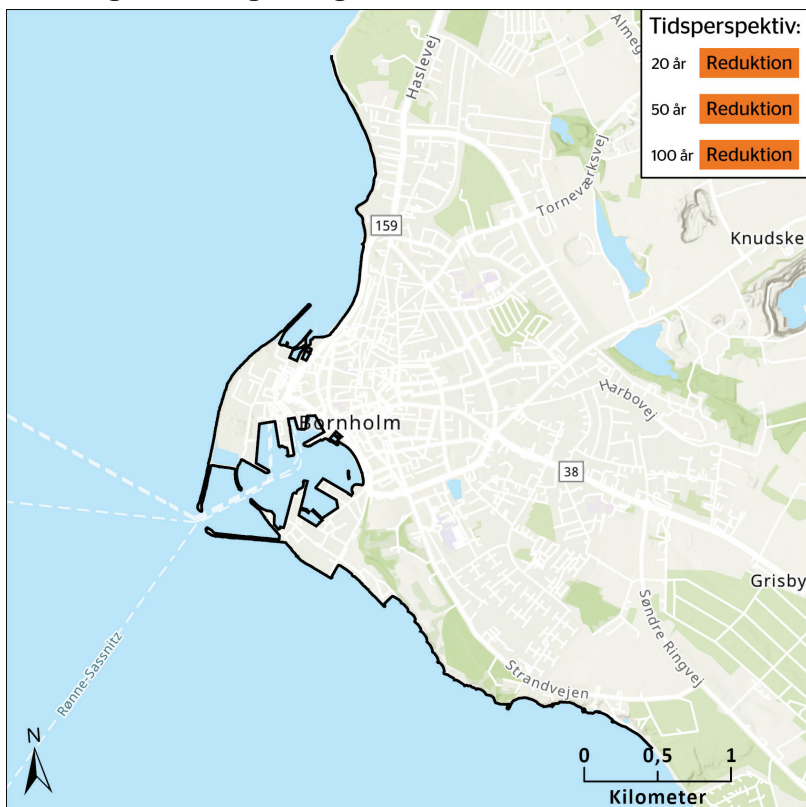 Tidsperspektiv:
20 år Reduktion
50 år Reduktion
100 år Reduktion
Haslevej
Torneværksvej
159
Knudske
Harbovej
Bornholm
38
Grisby
Søndre Ringvej
Strandvejen
Rønne-Sassnitz
N
0 0,5 1
Kilometer